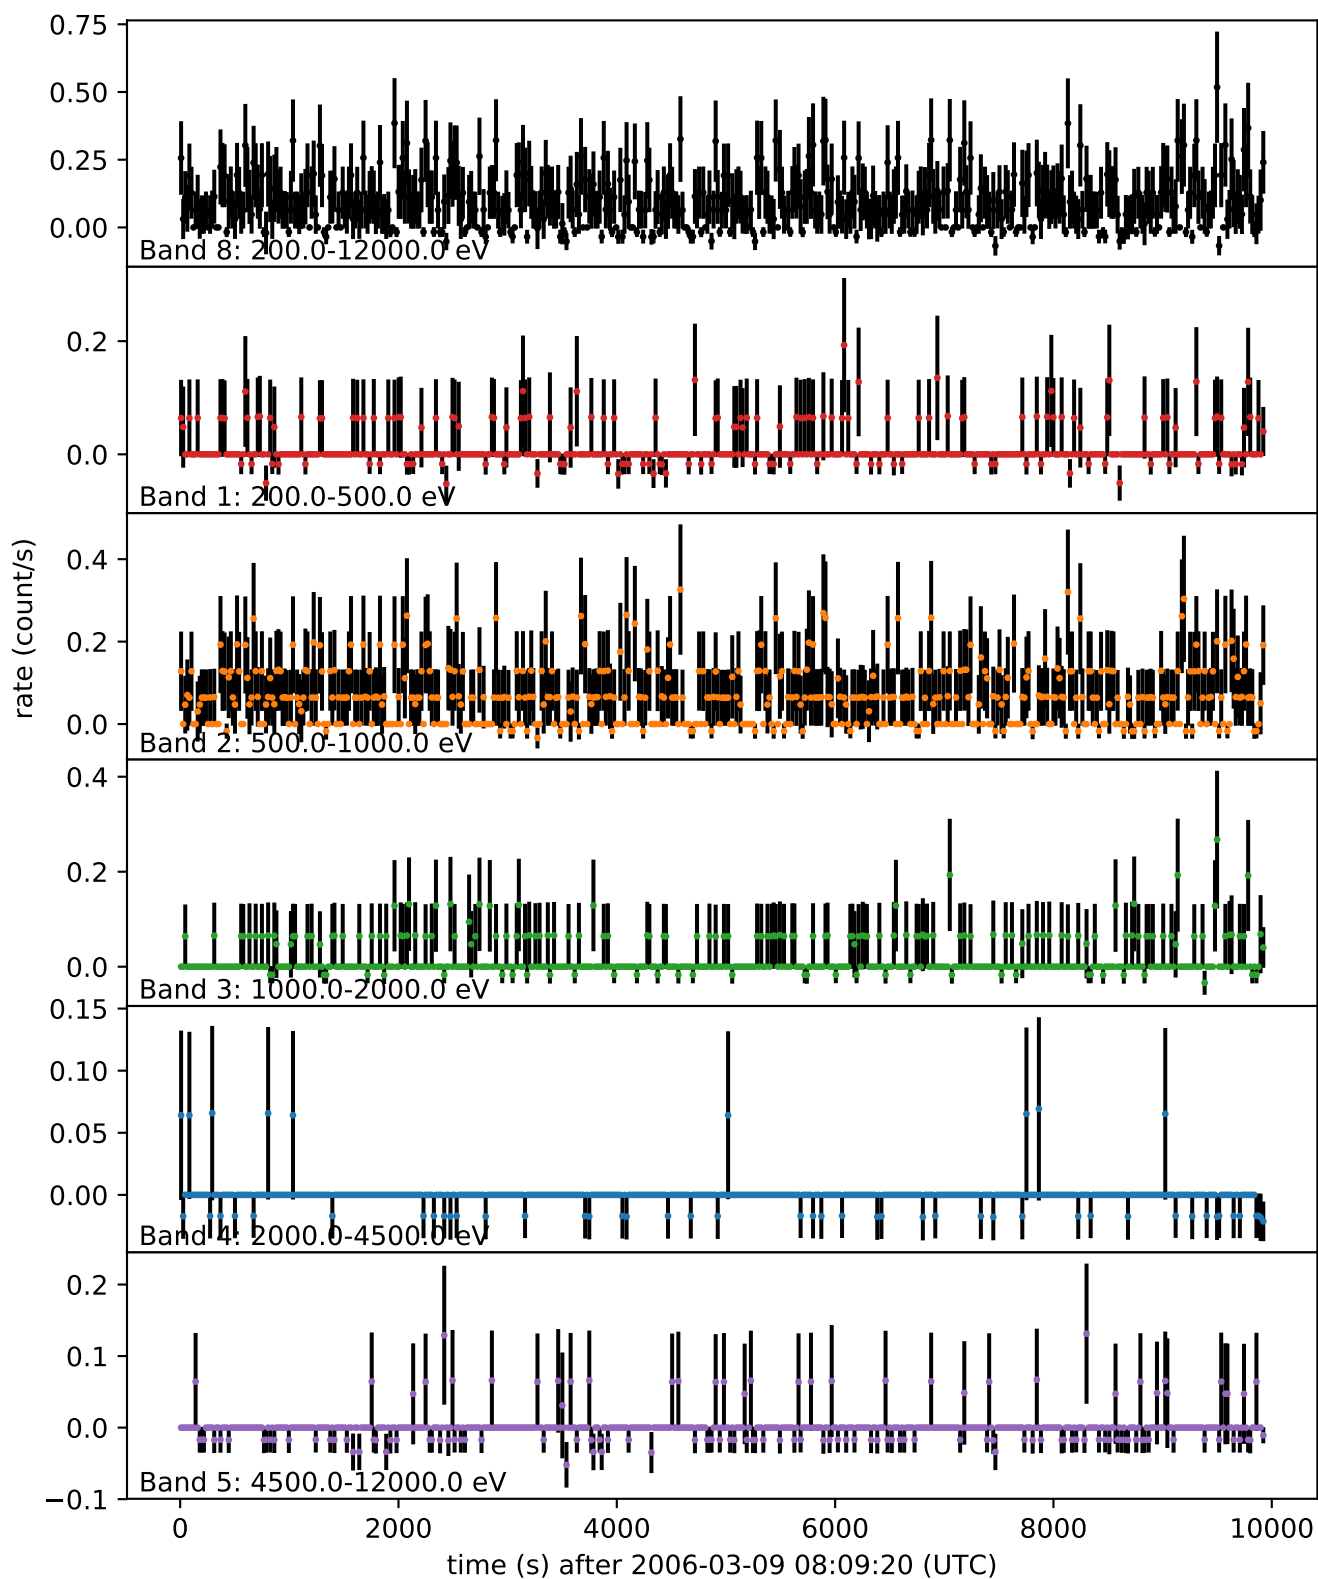 0.75
0.50
0.25
0.00
Band 8: 200.0-12000.0 eV
0.2
0.0
Band 1: 200.0-500.0 eV
rate (count/s)
0.4
0.2
0.0
Band 2: 500.0-1000.0 eV
0.4
0.2
0.0
Band 3: 1000.0-2000.0 eV
0.15
0.10
0.05
0.00
Band 4: 2000.0-4500.0 eV
0.2
0.1
0.0
−0.1
Band 5: 4500.0-12000.0 eV
0 2000 4000 6000 8000 10000
time (s) after 2006-03-09 08:09:20 (UTC)